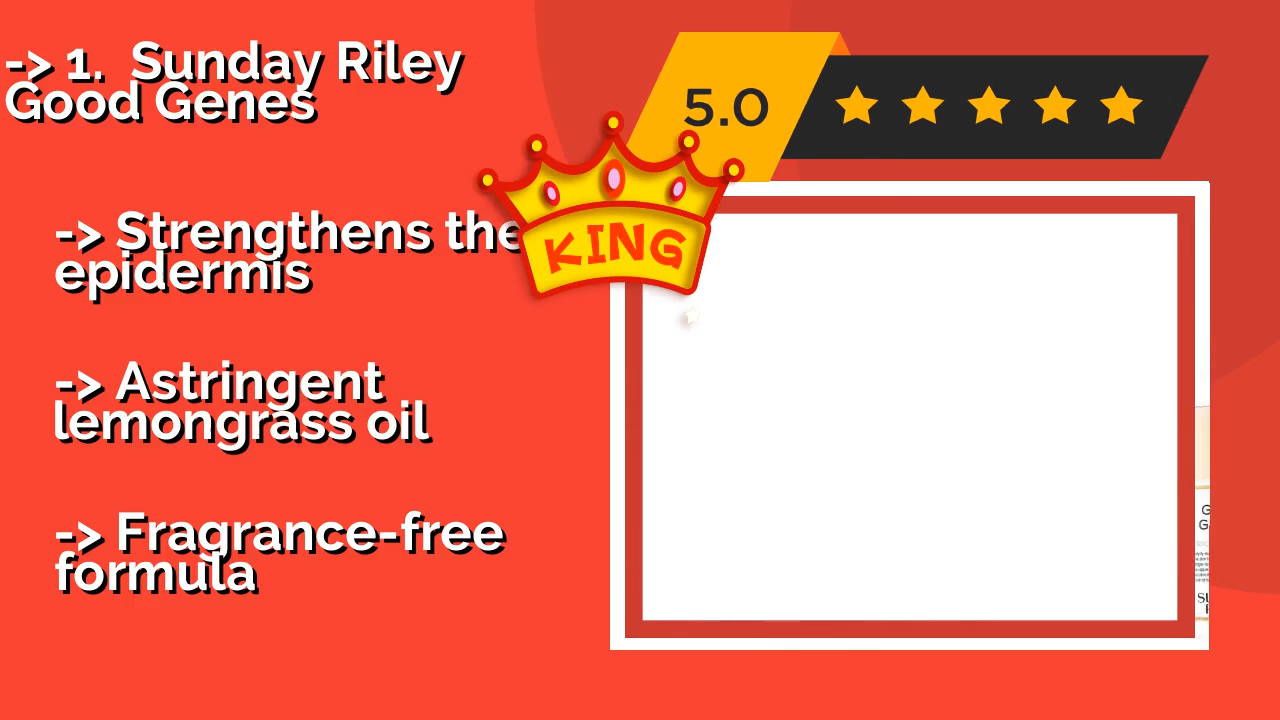 -> 1. Sunday Riley
Good Genes
5.0
KING
-> Strengthens the
epidermis
-> Astringent
lemongrass oil
-> Fragrance-free
formula